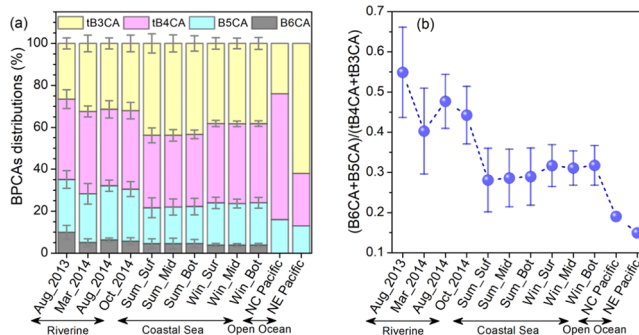 (a) tB3CA tB4CA B5CA B6CA
BPCAs distributions (%)
100
80
60
40
20
0
Aug_2013
Mar_2014
Aug_2014
Oct_2014
Sum_Suf
Sum_Mid
Sum_Bot
Win_Sur
Win_Mid
Win_Bot
NC Pacific
NE Pacific
Riverine Coastal Sea Open Ocean
(b)
(B6CA+B5CA)/(tB4CA+tB3CA)
0.7
0.6
0.5
0.4
0.3
0.2
0.1
Aug_2013
Mar_2014
Aug_2014
Oct_2014
Sum_Suf
Sum_Mid
Sum_Bot
Win_Sur
Win_Mid
Win_Bot
NC Pacific
NE Pacific
Riverine Coastal Sea Open Ocean